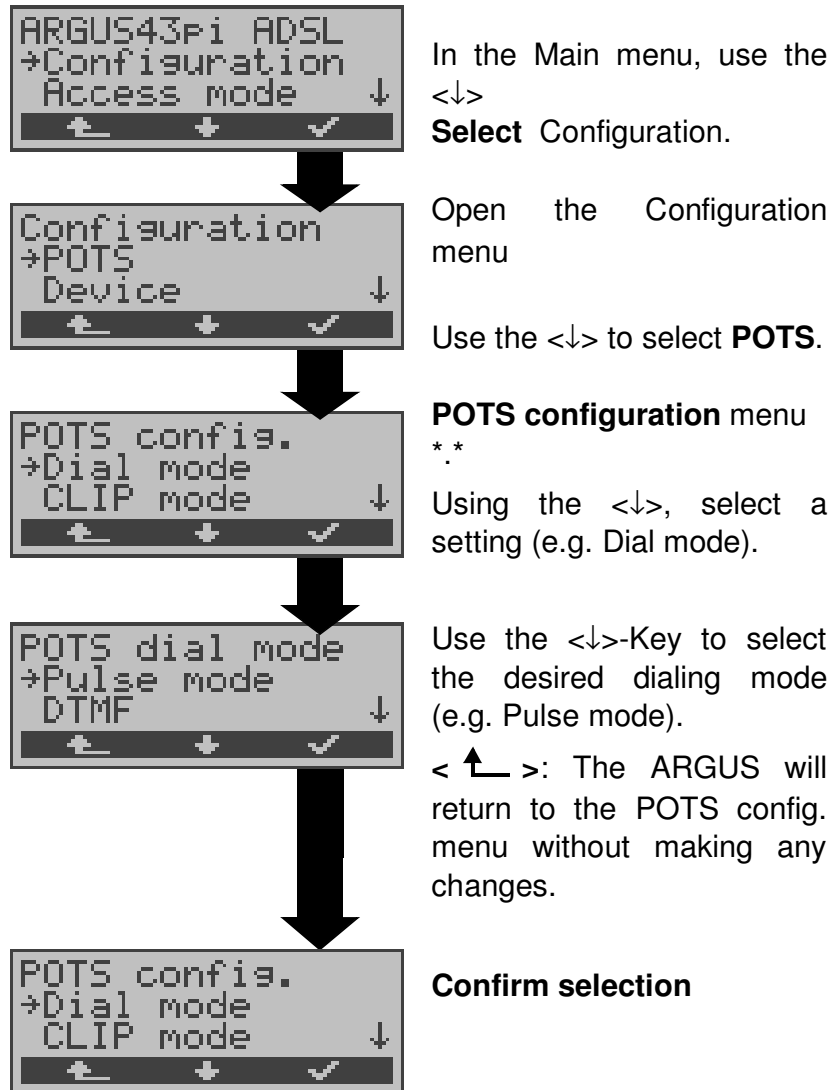 ARGUS43pi ADSL
→Configuration
Access mode ↓
In the Main menu, use the
<↓>
Select Configuration.
Configuration
→POTS
Device ↓
Open the Configuration
menu
Use the <↓> to select POTS.
POTS config.
→Dial mode
CLIP mode ↓
POTS configuration menu
*.*
Using the <↓>, select a
setting (e.g. Dial mode).
POTS dial mode
→Pulse mode
DTMF ↓
Use the <↓>-Key to select
the desired dialing mode
(e.g. Pulse mode).
< >: The ARGUS will
return to the POTS config.
menu without making any
changes.
POTS config.
→Dial mode
CLIP mode ↓
Confirm selection